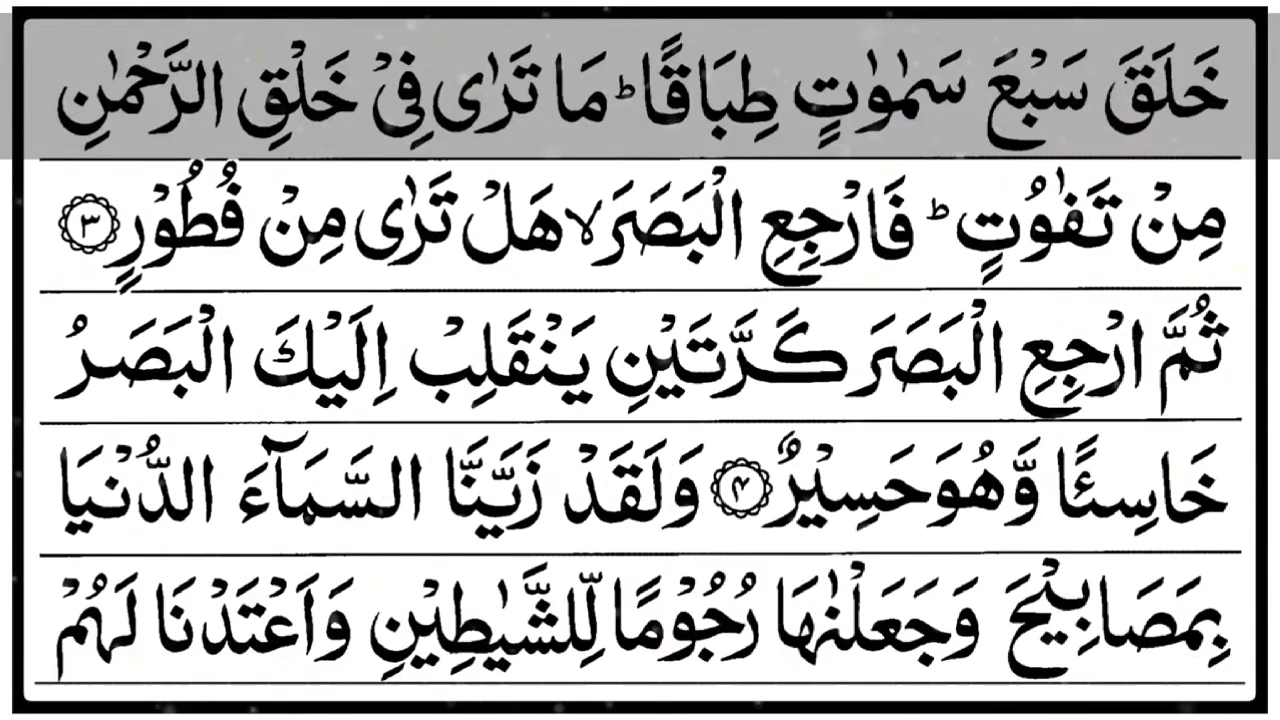 خَلَقَ سَبْعَ سَمٰوٰتٍ طِبَاقًا ؕ مَا تَرٰى فِيْ خَلْقِ الرَّحْمٰنِ
مِنْ تَفٰوُتٍ ؕ فَارْجِعِ الْبَصَرَ ۙ هَلْ تَرٰى مِنْ فُطُوْرٍ ﴿۳﴾
ثُمَّ ارْجِعِ الْبَصَرَ كَرَّتَيْنِ يَنْقَلِبْ اِلَيْكَ الْبَصَرُ
خَاسِئًا وَّهُوَ حَسِيْرٌ ﴿۴﴾ وَلَقَدْ زَيَّنَّا السَّمَآءَ الدُّنْيَا
بِمَصَابِيْحَ وَجَعَلْنٰهَا رُجُوْمًا لِّلشَّيٰطِيْنِ وَاَعْتَدْنَا لَهُمْ